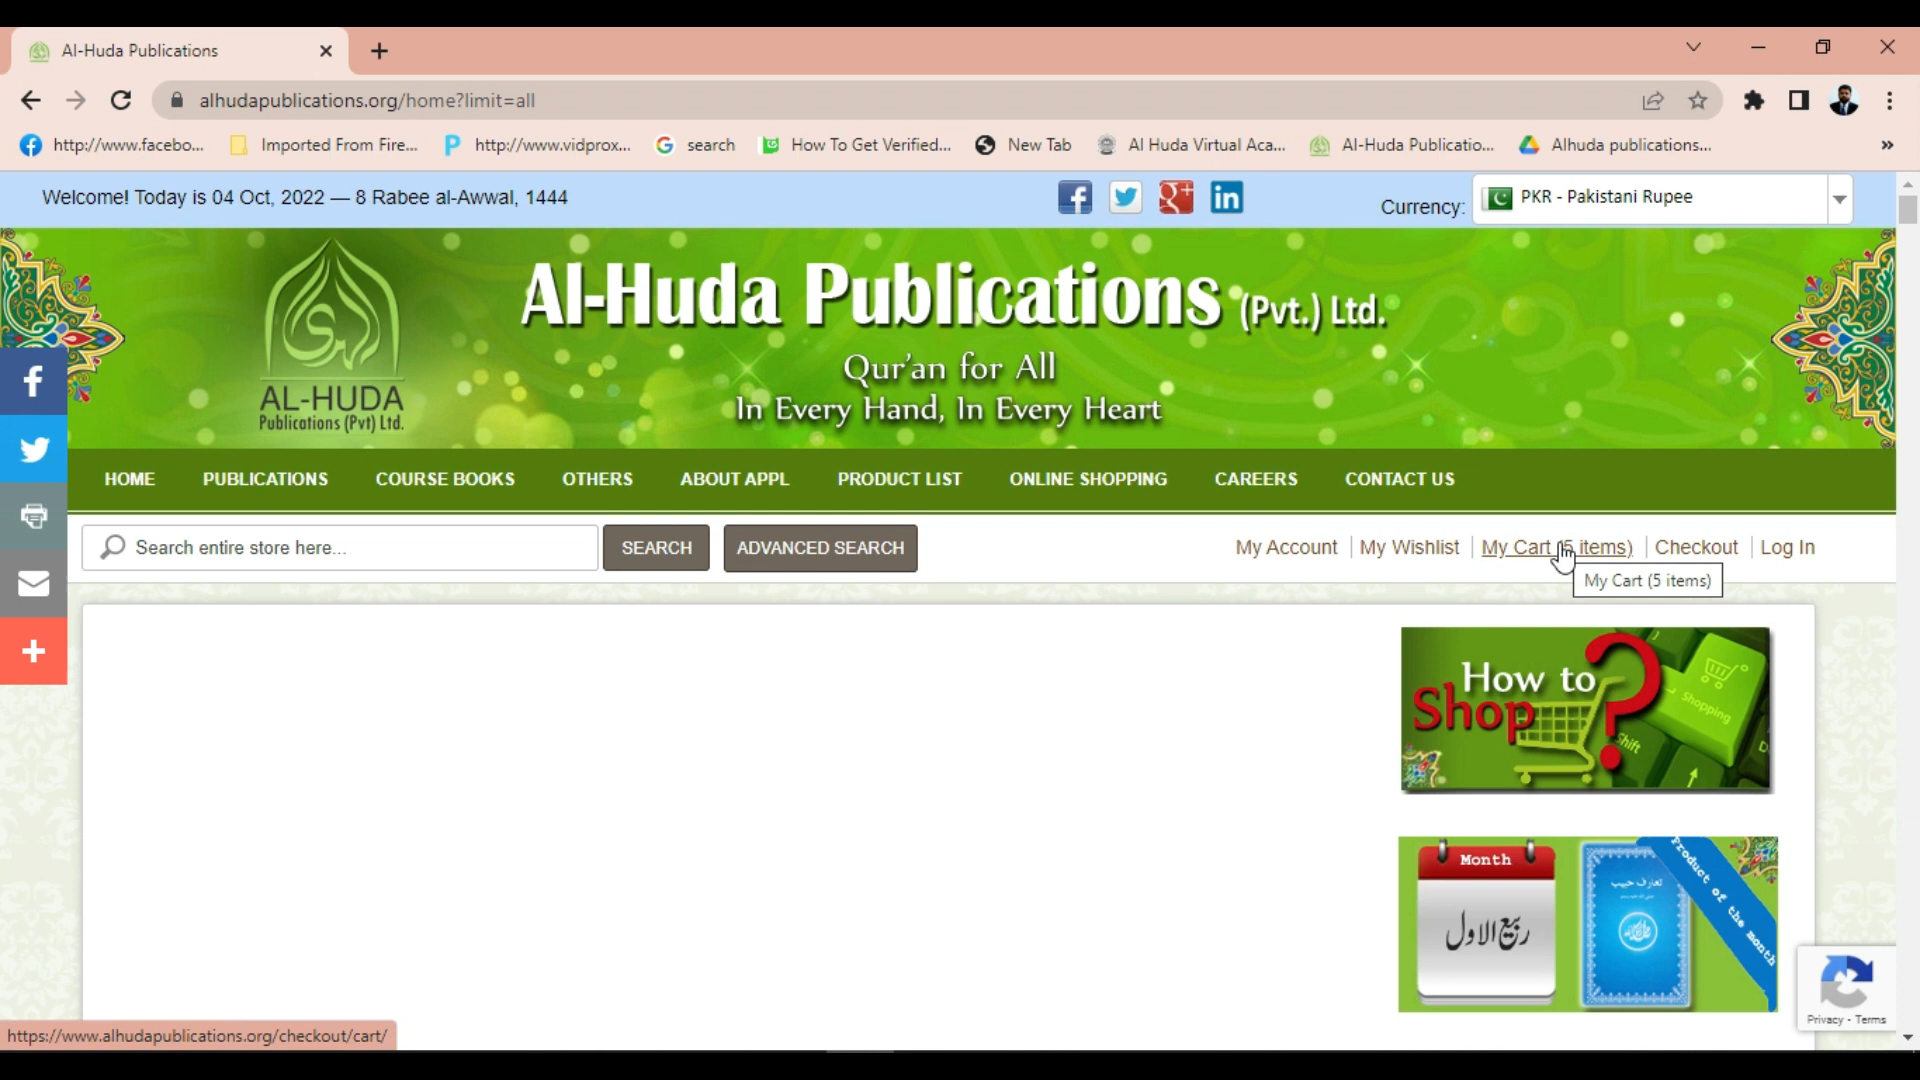 Al-Huda Publications
alhudapublications.org/home?limit=all
http://www.facebo...
Imported From Fire...
http://www.vidprox...
search
How To Get Verified...
New Tab
Al Huda Virtual Aca...
Al-Huda Publicatio...
Alhuda publications...
Welcome! Today is 04 Oct, 2022 — 8 Rabee al-Awwal, 1444
Currency:
PKR - Pakistani Rupee
Al-Huda Publications (Pvt.) Ltd.
Qur'an for All
In Every Hand, In Every Heart
AL-HUDA
Publications (Pvt) Ltd.
HOME
PUBLICATIONS
COURSE BOOKS
OTHERS
ABOUT APPL
PRODUCT LIST
ONLINE SHOPPING
CAREERS
CONTACT US
Search entire store here...
SEARCH
ADVANCED SEARCH
My Account
My Wishlist
My Cart (5 items)
Checkout
Log In
My Cart (5 items)
How to
Shop
Shopping
Shift
Month
ربیع الاول
تعارف حبیب
Product of the month
Privacy - Terms
https://www.alhudapublications.org/checkout/cart/